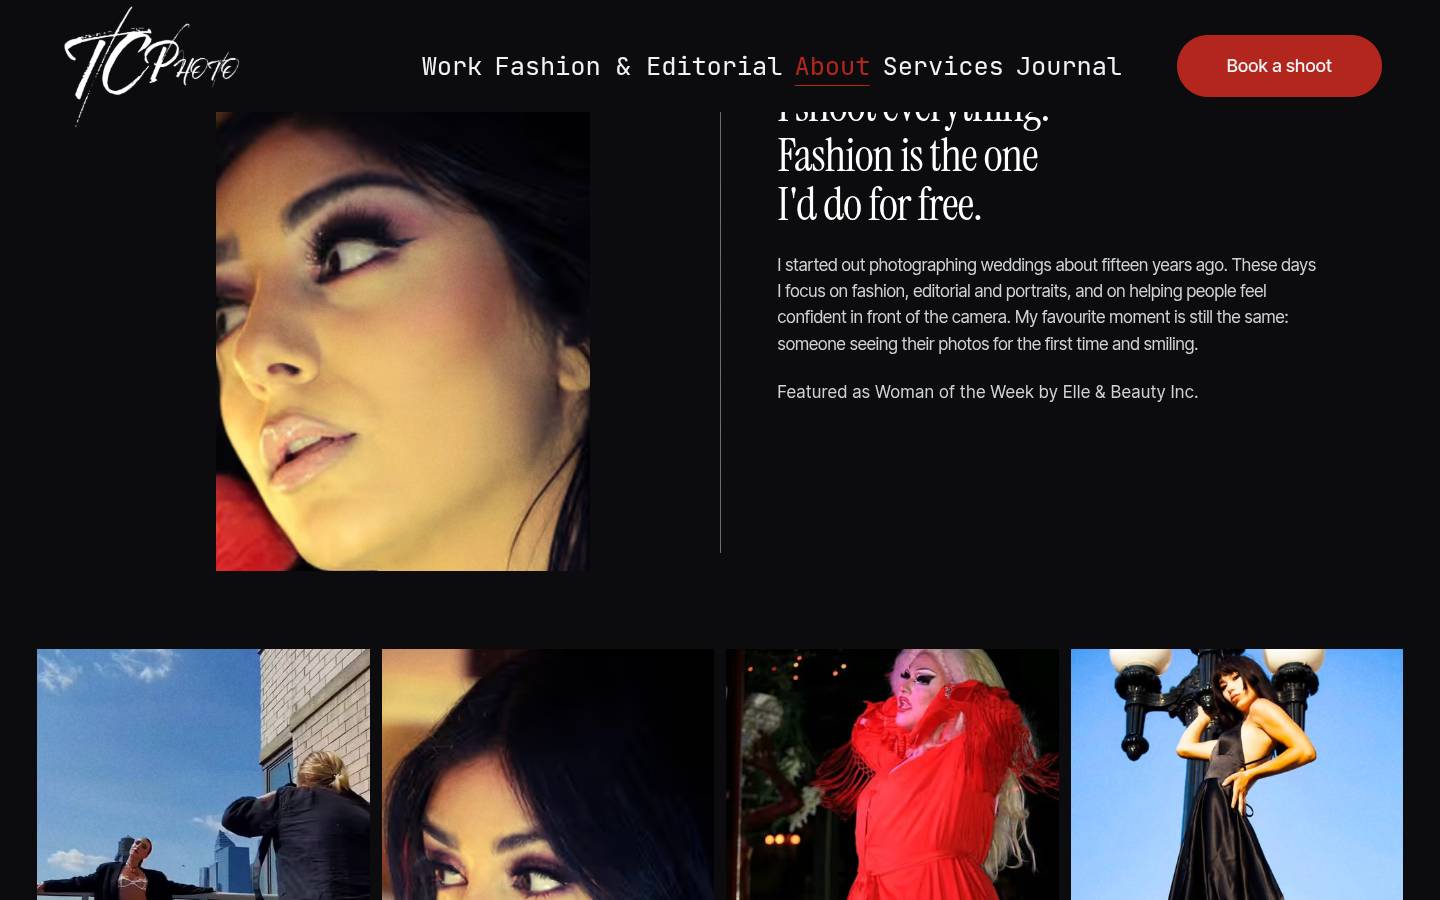 TCPHOTO
Work Fashion & Editorial About Services Journal
Book a shoot
I shoot everything.
Fashion is the one
I'd do for free.
I started out photographing weddings about fifteen years ago. These days
I focus on fashion, editorial and portraits, and on helping people feel
confident in front of the camera. My favourite moment is still the same:
someone seeing their photos for the first time and smiling.
Featured as Woman of the Week by Elle & Beauty Inc.